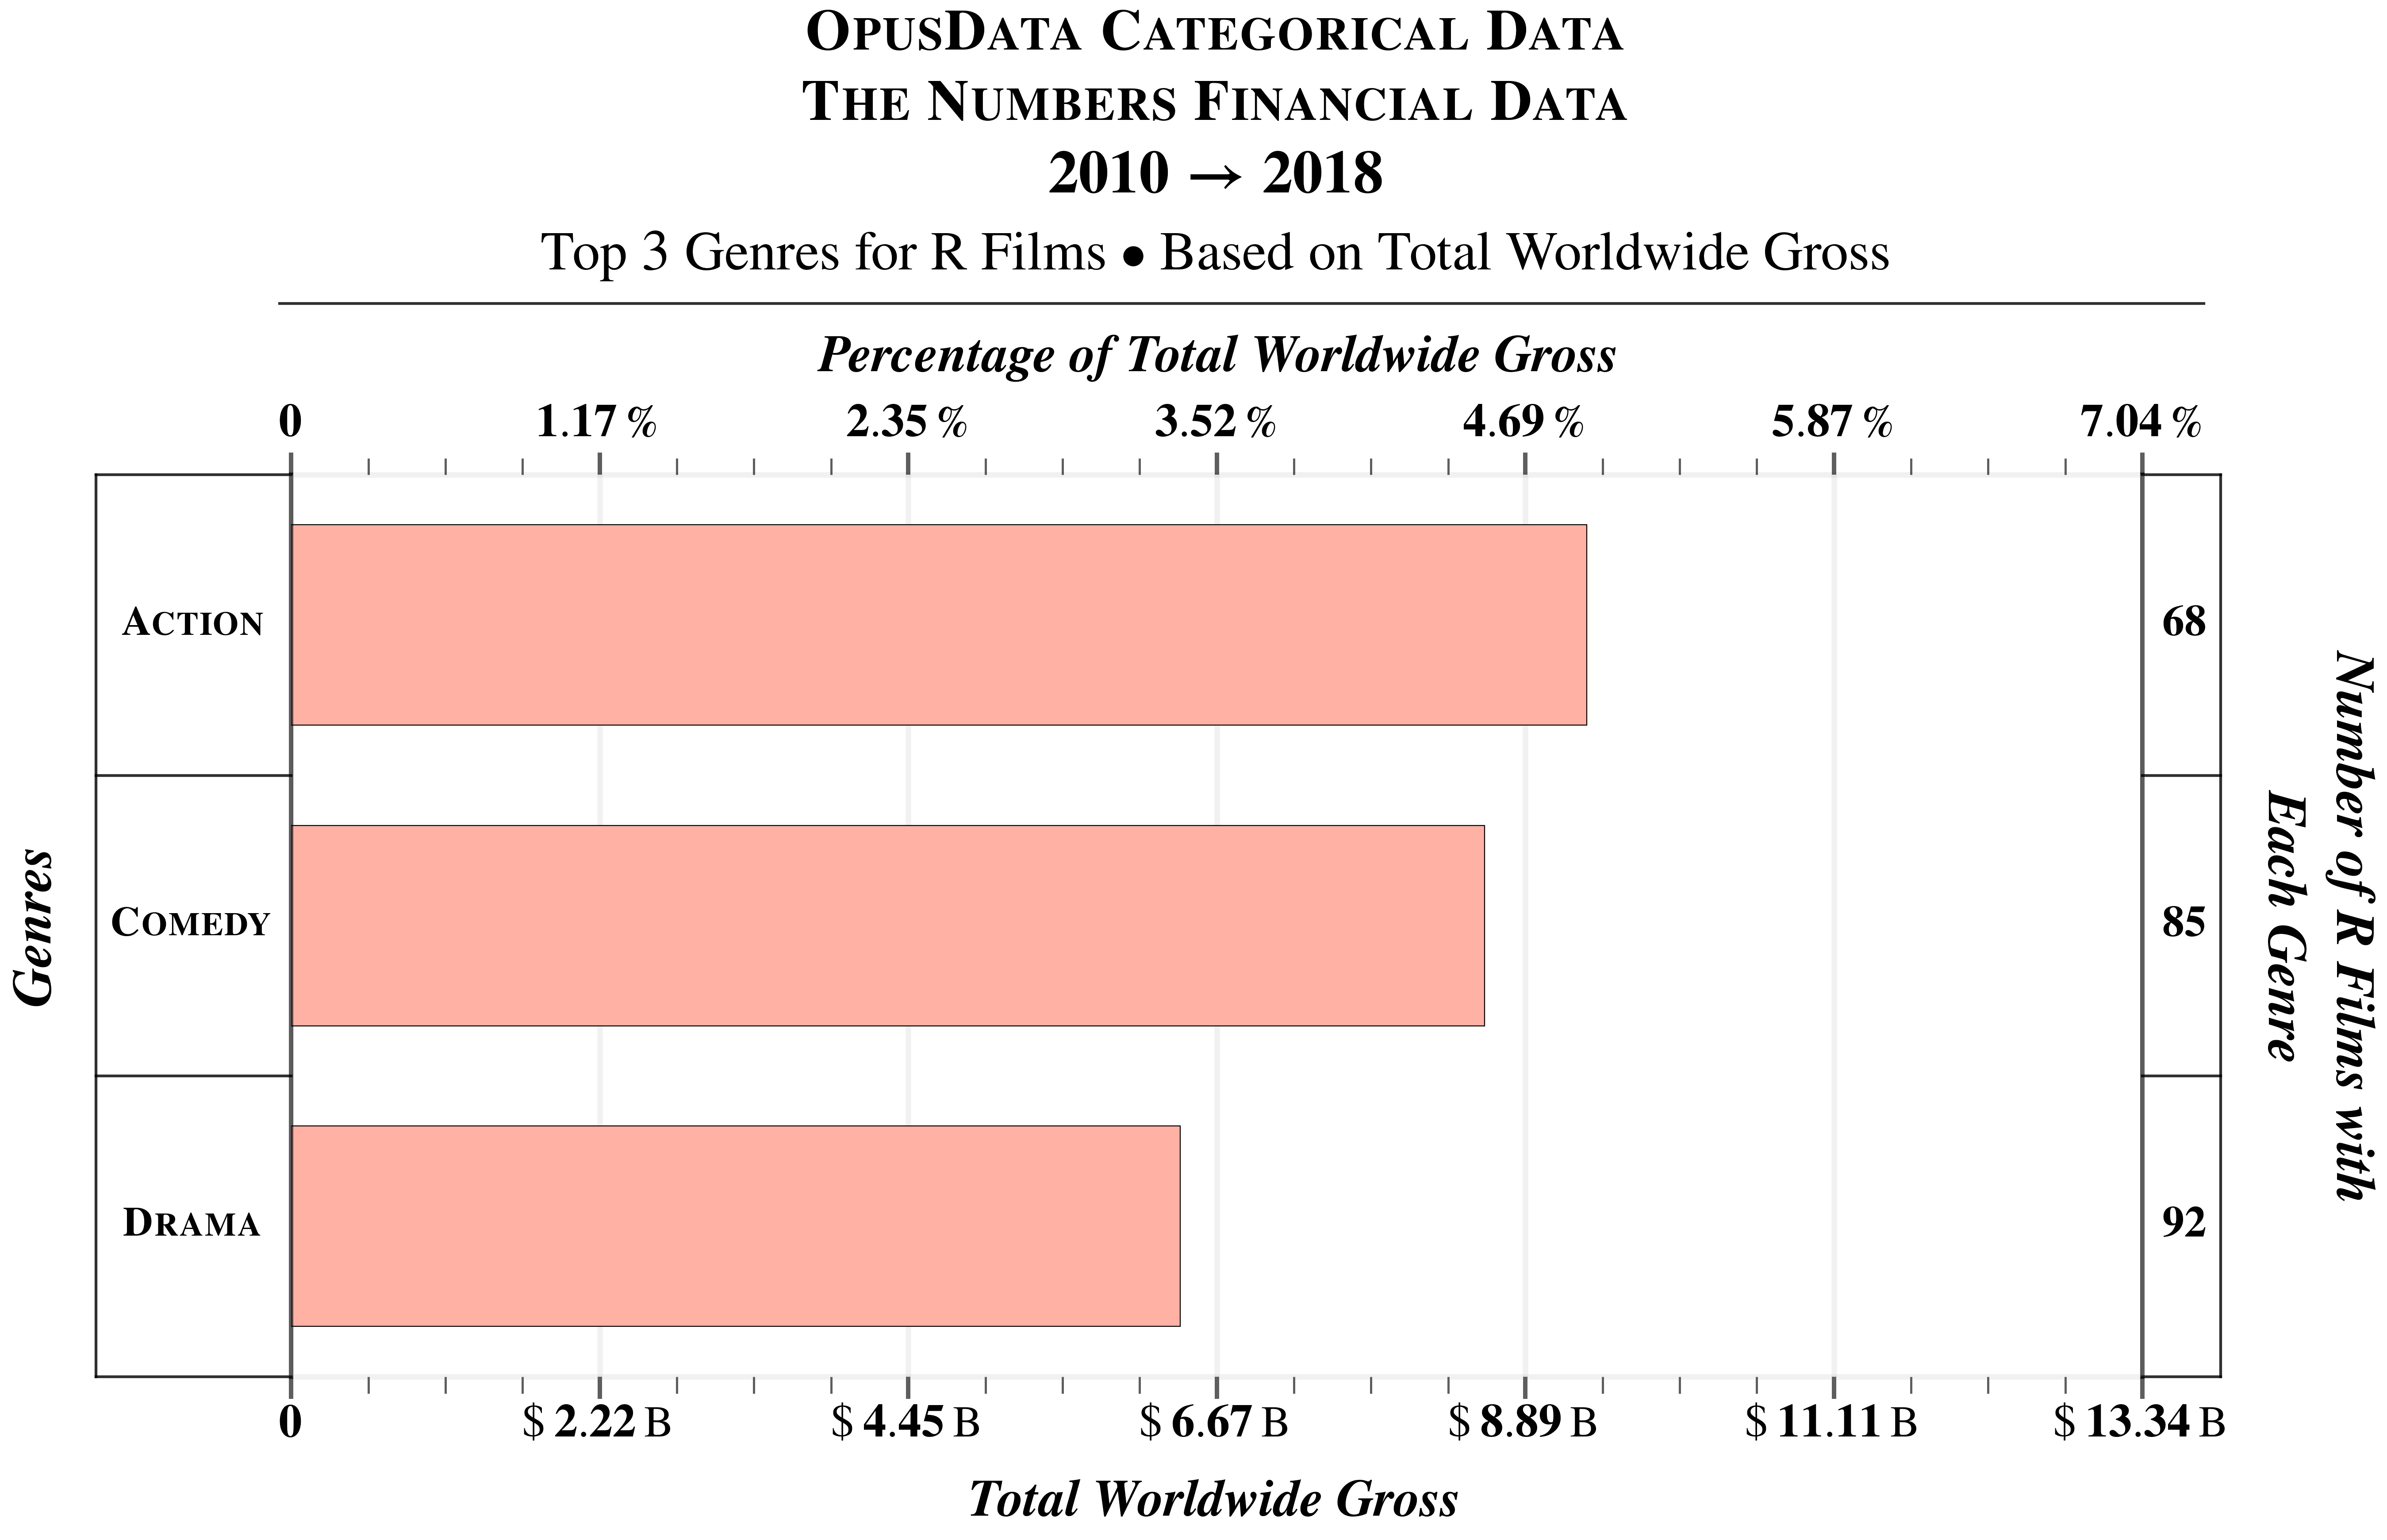 OpusData Categorical Data
The Numbers Financial Data
2010 → 2018
Top 3 Genres for R Films • Based on Total Worldwide Gross
Percentage of Total Worldwide Gross
0 1.17 % 2.35 % 3.52 % 4.69 % 5.87 % 7.04 %
Genres
Action 68
Comedy 85
Drama 92
Number of R Films with
Each Genre
0 $ 2.22 B $ 4.45 B $ 6.67 B $ 8.89 B $ 11.11 B $ 13.34 B
Total Worldwide Gross